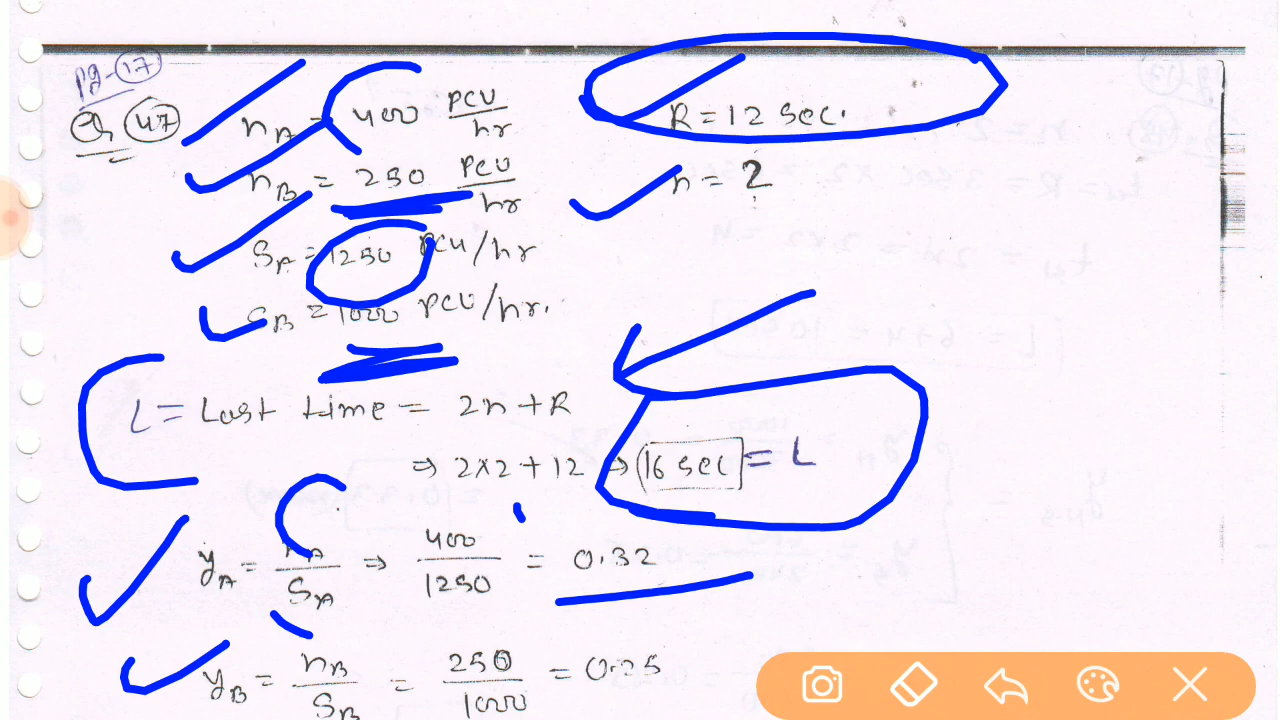 pg-17
Q 47
nA = 400 PCU/hr
R = 12 sec.
nB = 250 PCU/hr
n = 2
SA = 1250 PCU/hr
SB = 1000 PCU/hr.
L = Lost time = 2n+R
⇒ 2×2+12 ⇒ 16 sec = L
yA = nA/SA ⇒ 400/1250 = 0.32
yB = nB/SB = 250/1000 = 0.25